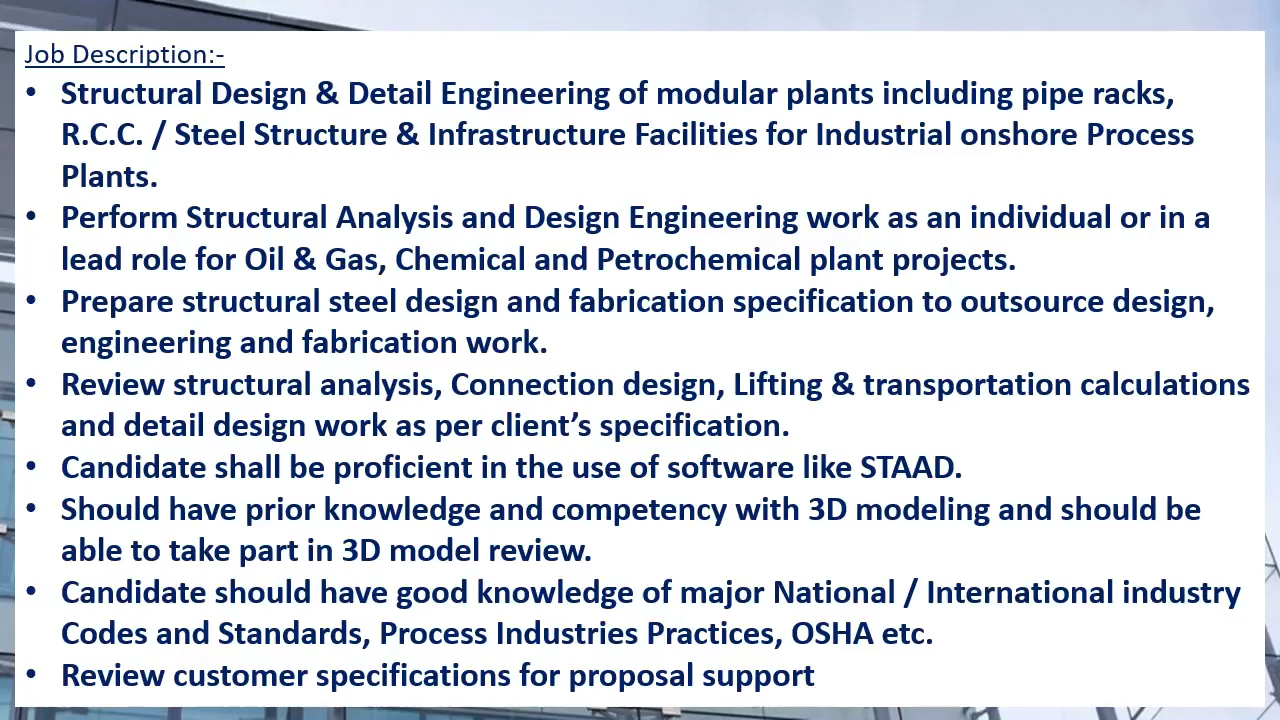 Job Description:-
• Structural Design & Detail Engineering of modular plants including pipe racks,
R.C.C. / Steel Structure & Infrastructure Facilities for Industrial onshore Process
Plants.
• Perform Structural Analysis and Design Engineering work as an individual or in a
lead role for Oil & Gas, Chemical and Petrochemical plant projects.
• Prepare structural steel design and fabrication specification to outsource design,
engineering and fabrication work.
• Review structural analysis, Connection design, Lifting & transportation calculations
and detail design work as per client’s specification.
• Candidate shall be proficient in the use of software like STAAD.
• Should have prior knowledge and competency with 3D modeling and should be
able to take part in 3D model review.
• Candidate should have good knowledge of major National / International industry
Codes and Standards, Process Industries Practices, OSHA etc.
• Review customer specifications for proposal support